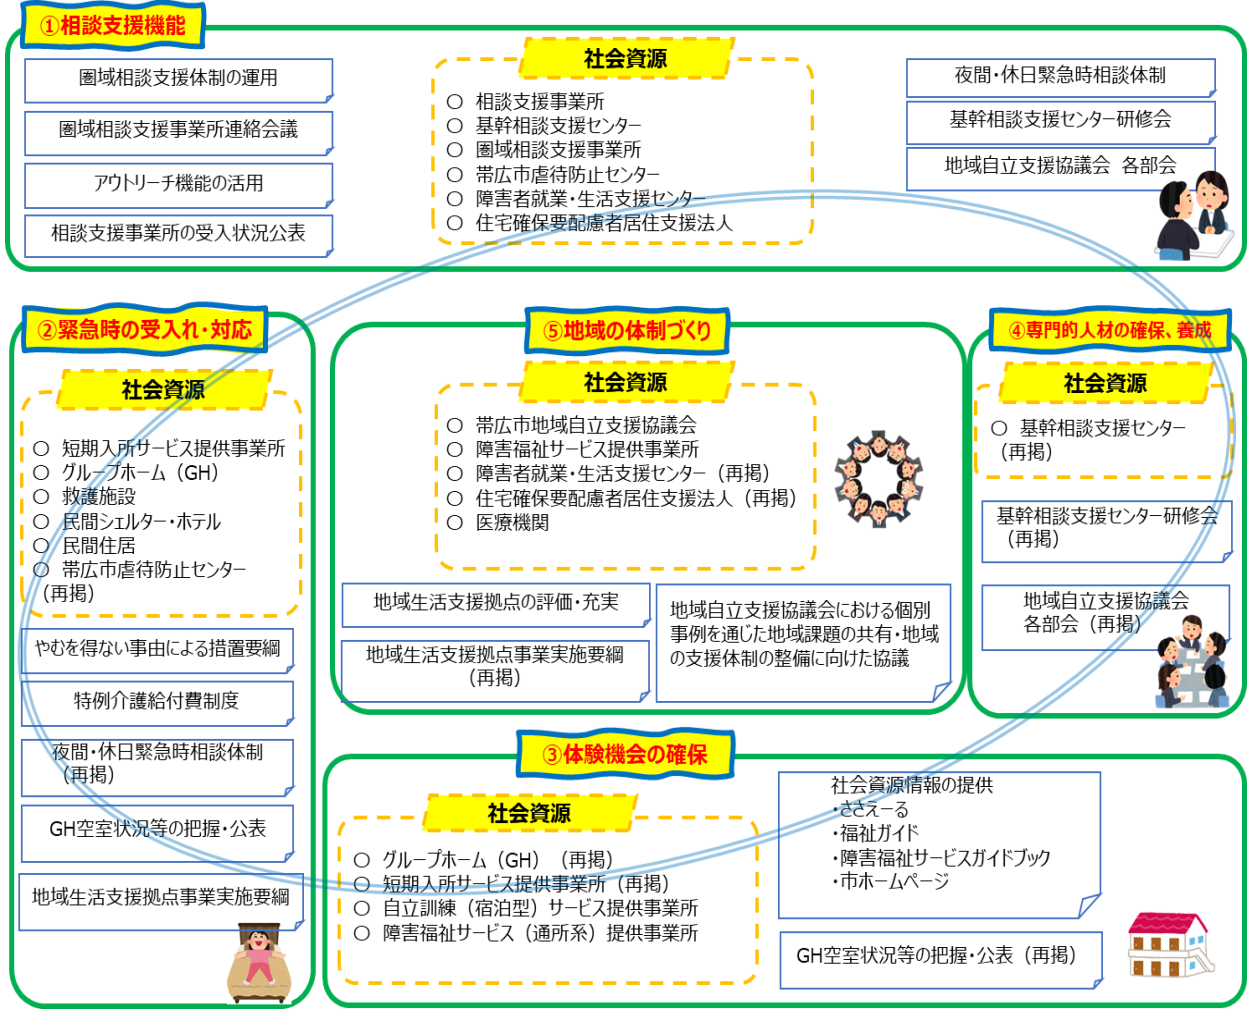 ①相談支援機能
圏域相談支援体制の運用
圏域相談支援事業所連絡会議
アウトリーチ機能の活用
相談支援事業所の受入状況公表
社会資源
○ 相談支援事業所
○ 基幹相談支援センター
○ 圏域相談支援事業所
○ 帯広市虐待防止センター
○ 障害者就業・生活支援センター
○ 住宅確保要配慮者居住支援法人
夜間・休日緊急時相談体制
基幹相談支援センター研修会
地域自立支援協議会 各部会
②緊急時の受入れ・対応
社会資源
○ 短期入所サービス提供事業所
○ グループホーム（GH）
○ 救護施設
○ 民間シェルター・ホテル
○ 民間住居
○ 帯広市虐待防止センター
（再掲）
やむを得ない事由による措置要綱
特例介護給付費制度
夜間・休日緊急時相談体制
（再掲）
GH空室状況等の把握・公表
地域生活支援拠点事業実施要綱
⑤地域の体制づくり
社会資源
○ 帯広市地域自立支援協議会
○ 障害福祉サービス提供事業所
○ 障害者就業・生活支援センター（再掲）
○ 住宅確保要配慮者居住支援法人（再掲）
○ 医療機関
地域生活支援拠点の評価・充実
地域生活支援拠点事業実施要綱
（再掲）
地域自立支援協議会における個別
事例を通じた地域課題の共有・地域
の支援体制の整備に向けた協議
④専門的人材の確保、養成
社会資源
○ 基幹相談支援センター
（再掲）
基幹相談支援センター研修会
（再掲）
地域自立支援協議会
各部会（再掲）
③体験機会の確保
社会資源
○ グループホーム（GH）（再掲）
○ 短期入所サービス提供事業所（再掲）
○ 自立訓練（宿泊型）サービス提供事業所
○ 障害福祉サービス（通所系）提供事業所
社会資源情報の提供
・ささえーる
・福祉ガイド
・障害福祉サービスガイドブック
・市ホームページ
GH空室状況等の把握・公表（再掲）